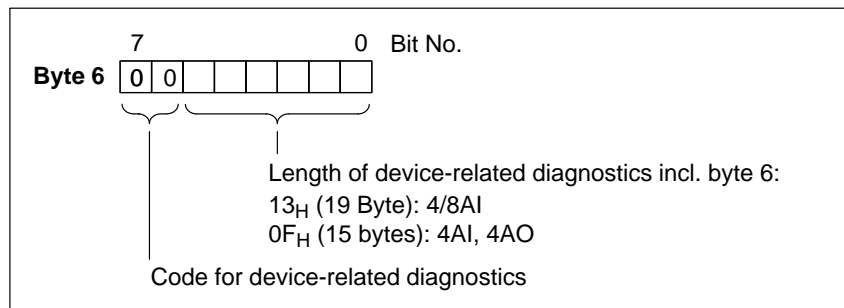 7 0 Bit No.
Byte 6 0 0
Length of device-related diagnostics incl. byte 6:
13H (19 Byte): 4/8AI
0FH (15 bytes): 4AI, 4AO
Code for device-related diagnostics